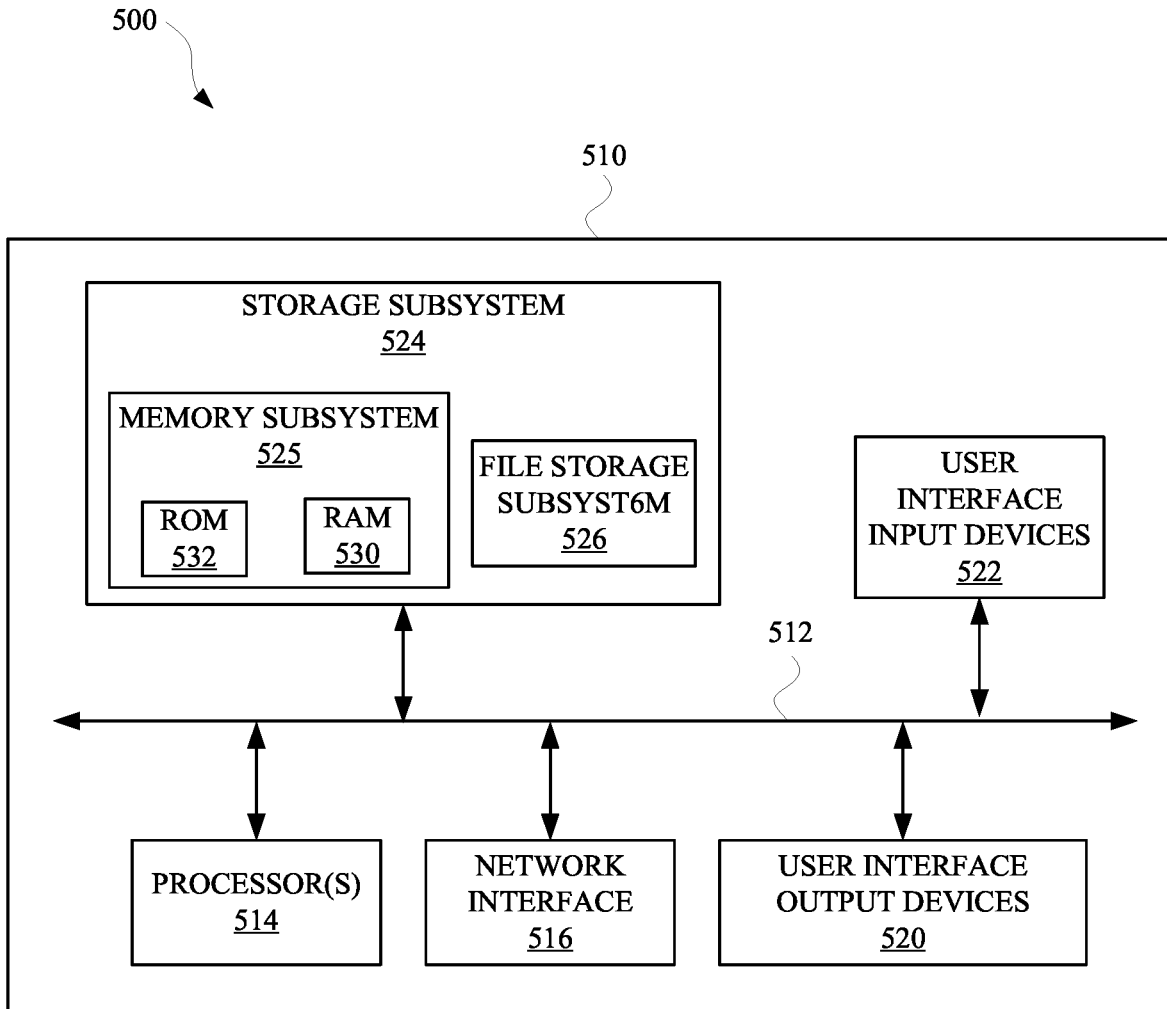 500
510
STORAGE SUBSYSTEM
524
MEMORY SUBSYSTEM
525
ROM
532
RAM
530
FILE STORAGE
SUBSYST6M
526
USER
INTERFACE
INPUT DEVICES
522
512
PROCESSOR(S)
514
NETWORK
INTERFACE
516
USER INTERFACE
OUTPUT DEVICES
520